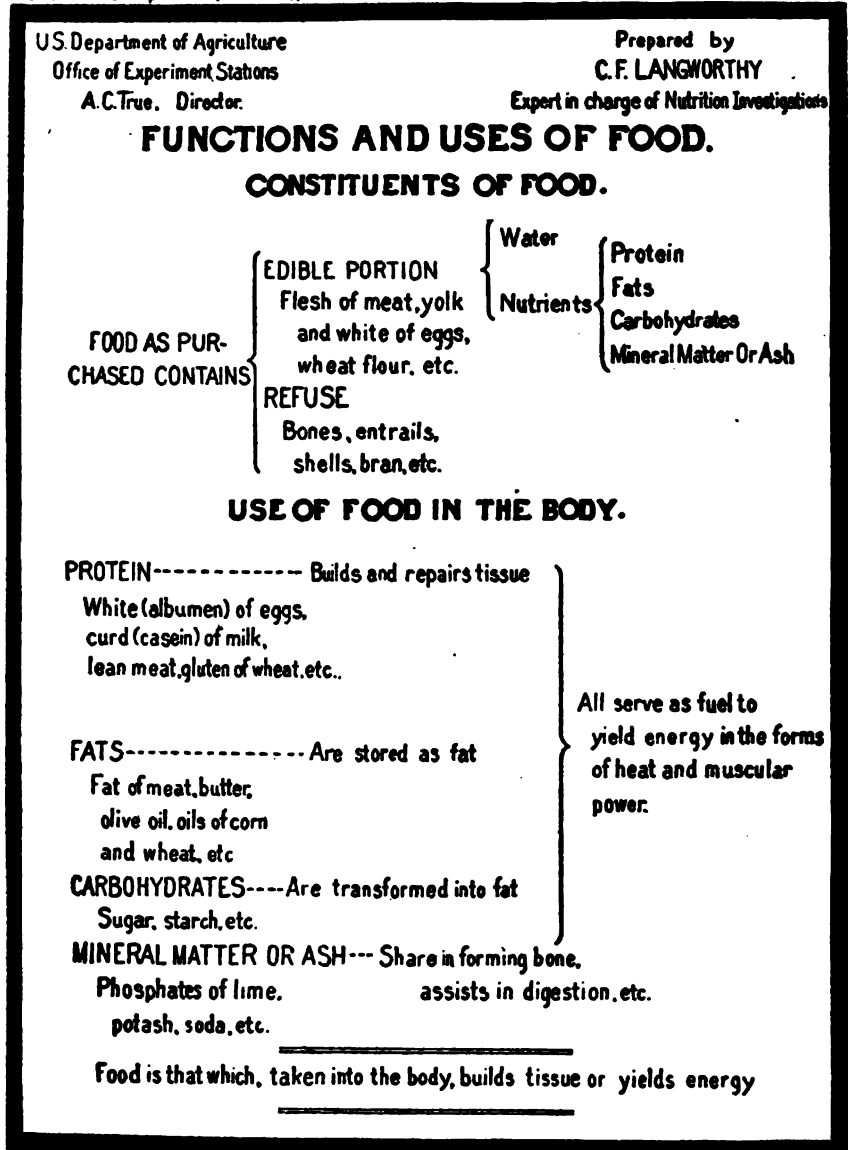 U.S. Department of Agriculture
Office of Experiment Stations
A.C. True, Director.
Prepared by
C.F. LANGWORTHY
Expert in charge of Nutrition Investigations
FUNCTIONS AND USES OF FOOD.
CONSTITUENTS OF FOOD.
FOOD AS PUR-
CHASED CONTAINS
EDIBLE PORTION
Flesh of meat, yolk
and white of eggs,
wheat flour, etc.
REFUSE
Bones, entrails,
shells, bran, etc.
Water
Nutrients
Protein
Fats
Carbohydrates
Mineral Matter Or Ash
USE OF FOOD IN THE BODY.
PROTEIN------------- Builds and repairs tissue
White (albumen) of eggs,
curd (casein) of milk,
lean meat, gluten of wheat, etc..
FATS---------------- Are stored as fat
Fat of meat, butter,
olive oil, oils of corn
and wheat, etc
CARBOHYDRATES----Are transformed into fat
Sugar, starch, etc.
All serve as fuel to
yield energy in the forms
of heat and muscular
power.
MINERAL MATTER OR ASH--- Share in forming bone,
Phosphates of lime, assists in digestion, etc.
potash, soda, etc.
Food is that which, taken into the body, builds tissue or yields energy